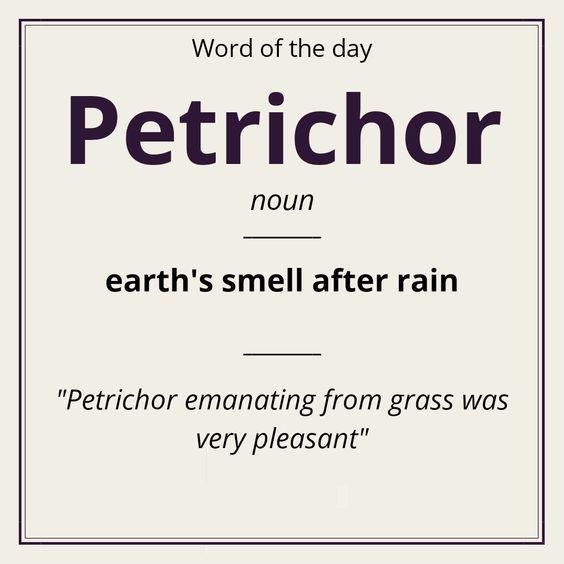 Word of the day
Petrichor
noun
earth's smell after rain
"Petrichor emanating from grass was
very pleasant"